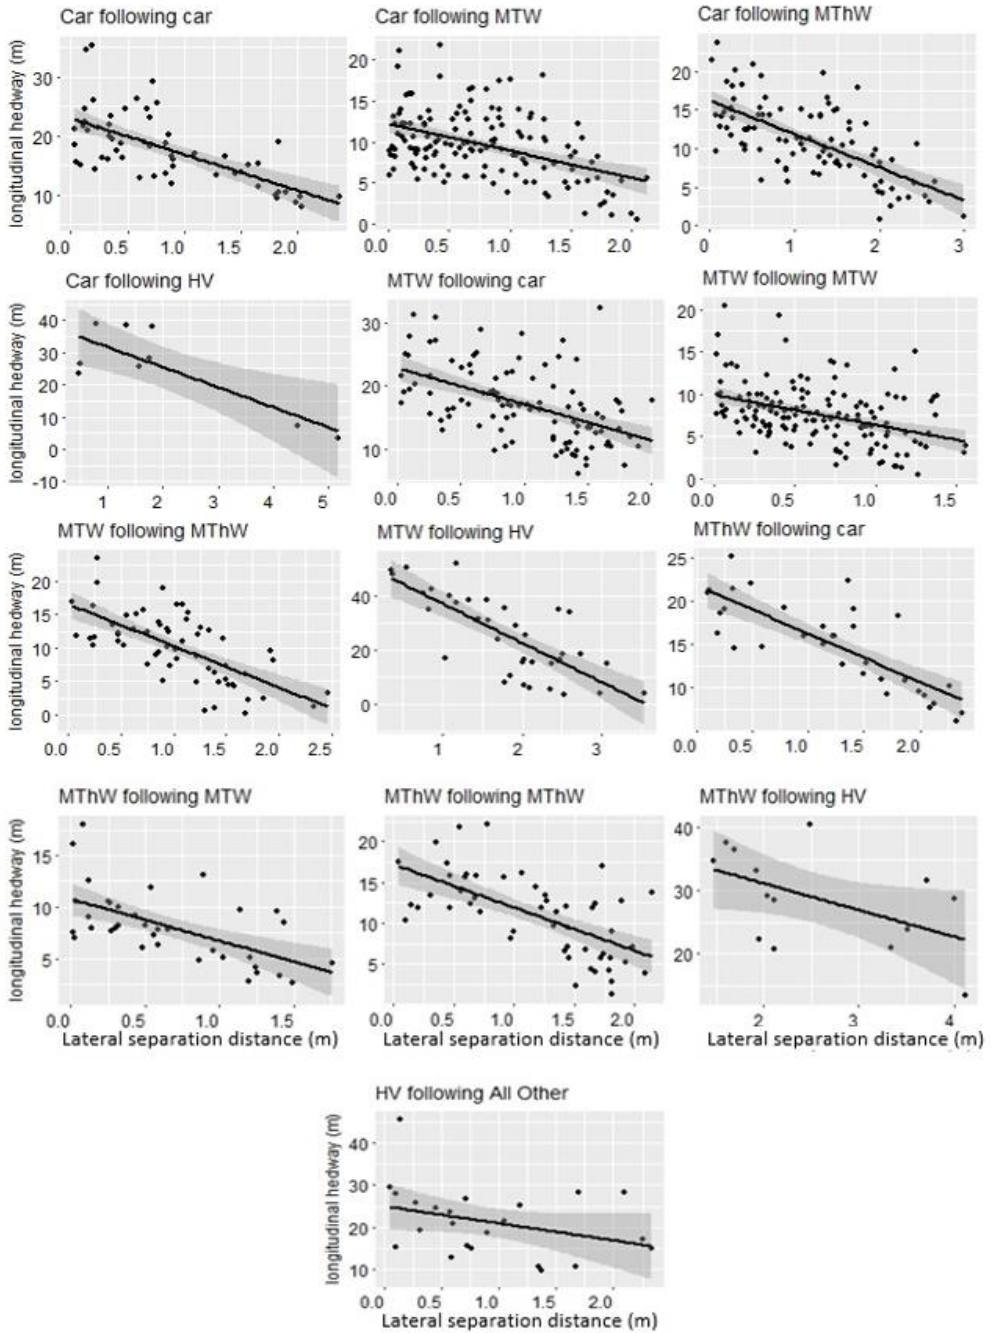 Car following car
Car following MTW
Car following MThW
longitudinal hedway (m)
30
20
10
0.0 0.5 1.0 1.5 2.0
20
15
10
5
0
0.0 0.5 1.0 1.5 2.0
20
15
10
5
0
0 1 2 3
Car following HV
MTW following car
MTW following MTW
longitudinal hedway (m)
40
30
20
10
0
-10
1 2 3 4 5
30
20
10
0.0 0.5 1.0 1.5 2.0
20
15
10
5
0
0.0 0.5 1.0 1.5
MTW following MThW
MTW following HV
MThW following car
longitudinal hedway (m)
20
15
10
5
0
0.0 0.5 1.0 1.5 2.0 2.5
40
20
0
1 2 3
25
20
15
10
0.0 0.5 1.0 1.5 2.0
MThW following MTW
MThW following MThW
MThW following HV
longitudinal hedway (m)
15
10
5
0.0 0.5 1.0 1.5
Lateral separation distance (m)
20
15
10
5
0.0 0.5 1.0 1.5 2.0
Lateral separation distance (m)
40
30
20
2 3 4
Lateral separation distance (m)
HV following All Other
longitudinal hedway (m)
40
30
20
10
0.0 0.5 1.0 1.5 2.0
Lateral separation distance (m)